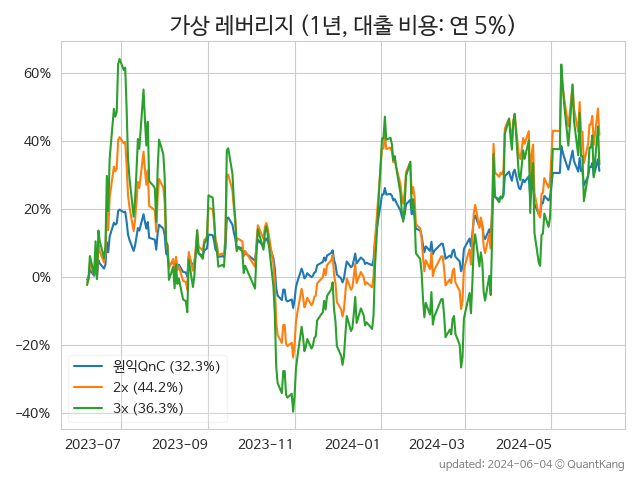 가상 레버리지 (1년, 대출 비용: 연 5%)
60%
40%
20%
0%
−20%
−40%
원익QnC (32.3%)
2x (44.2%)
3x (36.3%)
2023-07 2023-09 2023-11 2024-01 2024-03 2024-05
updated: 2024-06-04 © QuantKang